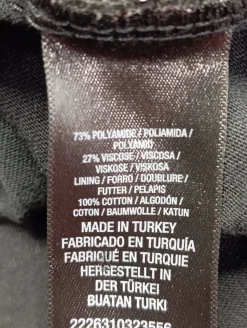 73% POLYAMIDE / POLIAMIDA /
POLYAMID
27% VISCOSE / VISCOSA /
VISKOSE / VISKOSA
LINING / FORRO / DOUBLURE /
FUTTER / PELAPIS
100% COTTON / ALGODÓN /
COTON / BAUMWOLLE / KATUN
MADE IN TURKEY
FABRICADO EN TURQUÍA
FABRIQUÉ EN TURQUIE
HERGESTELLT IN
DER TÜRKEI
BUATAN TURKI
2226310323556